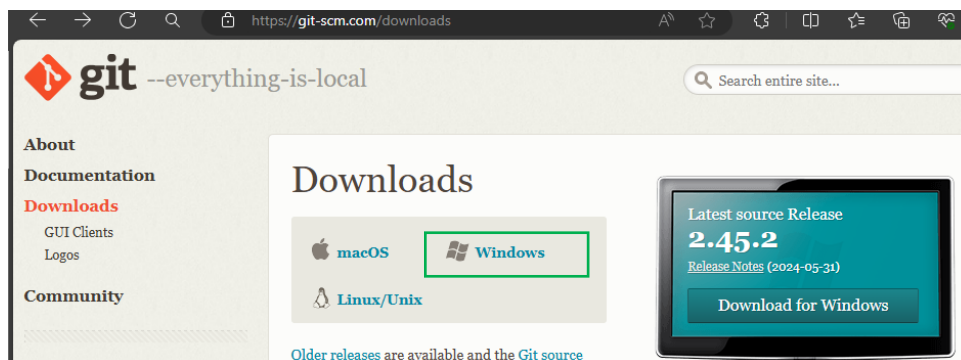 https://git-scm.com/downloads
git --everything-is-local
Search entire site...
About
Documentation
Downloads
GUI Clients
Logos
Community
Downloads
macOS
Windows
Linux/Unix
Older releases are available and the Git source
Latest source Release
2.45.2
Release Notes (2024-05-31)
Download for Windows